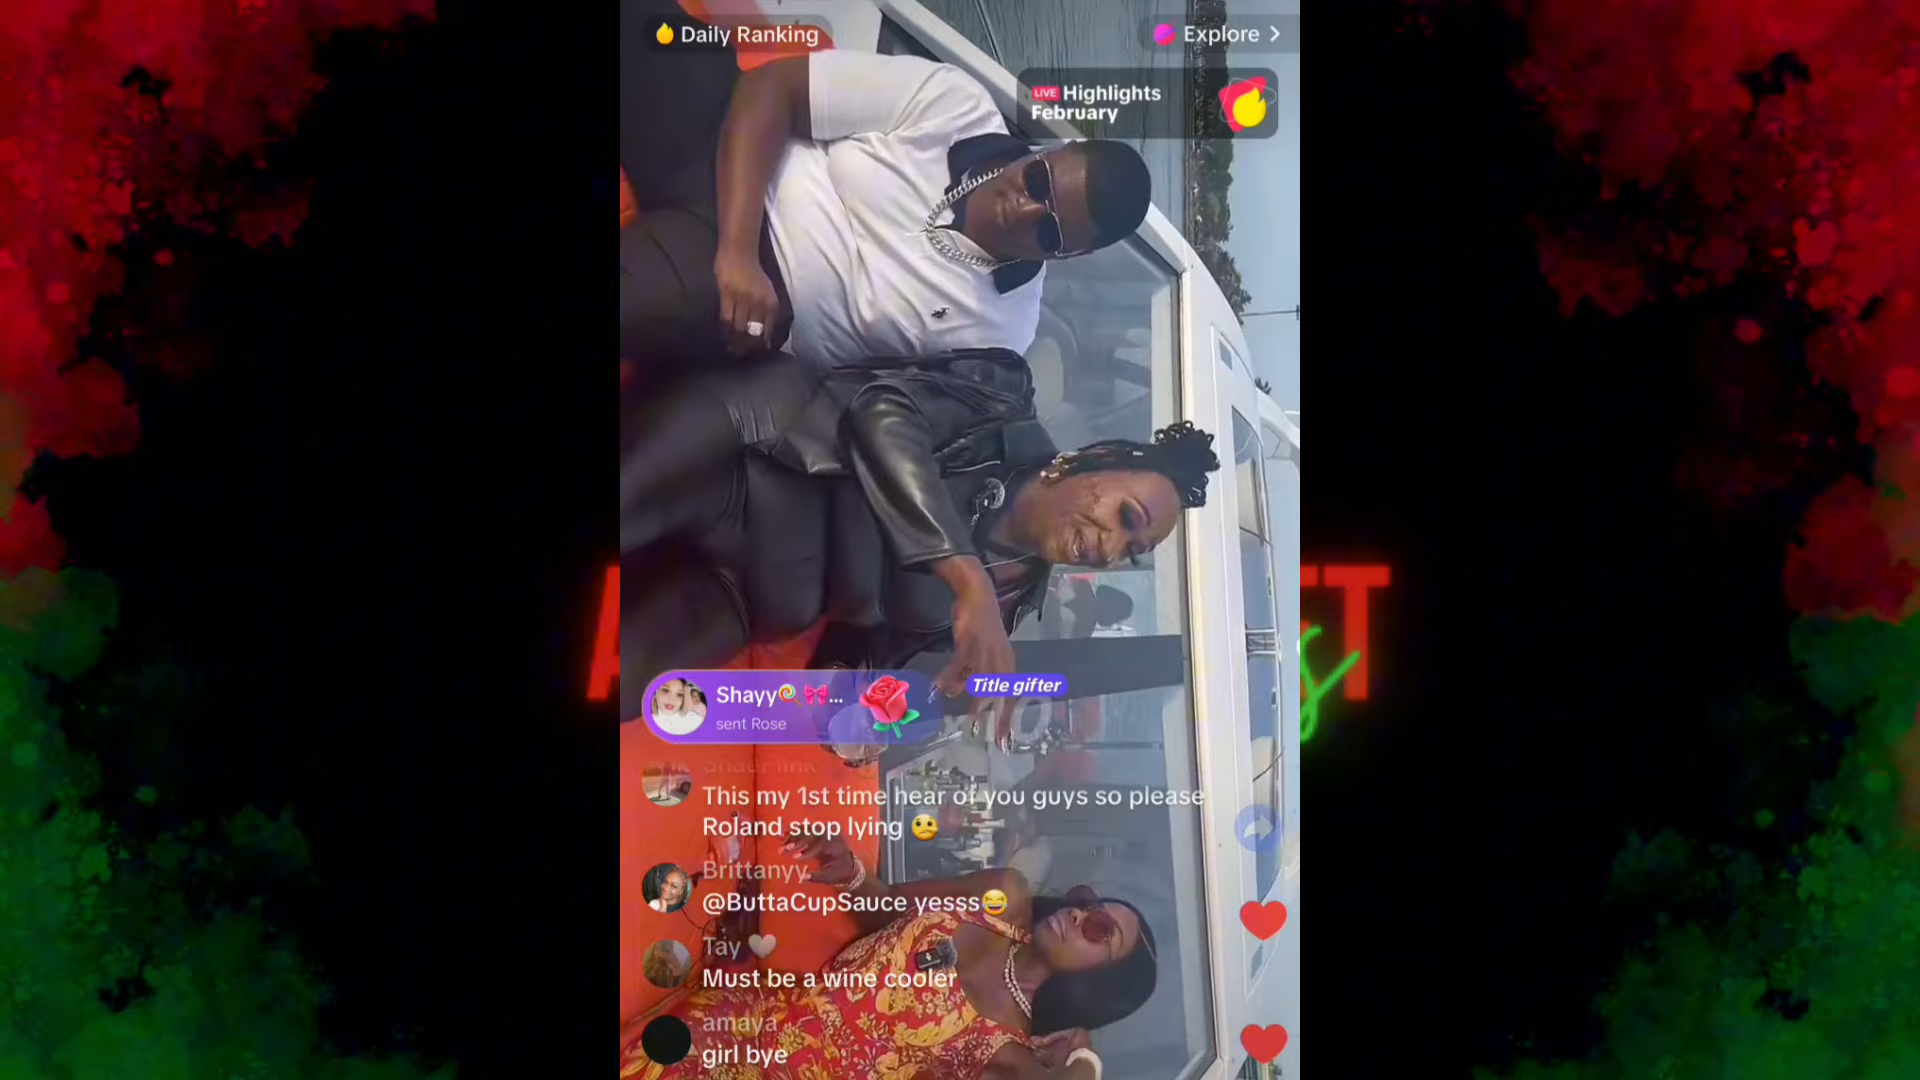 Daily Ranking
Explore >
LIVE Highlights
February
Shayy🍭🎀...
sent Rose
Title gifter
This my 1st time hear of you guys so please
Roland stop lying 😟
Brittanyy.
@ButtaCupSauce yesss😂
Tay 🤍
Must be a wine cooler
amaya
girl bye